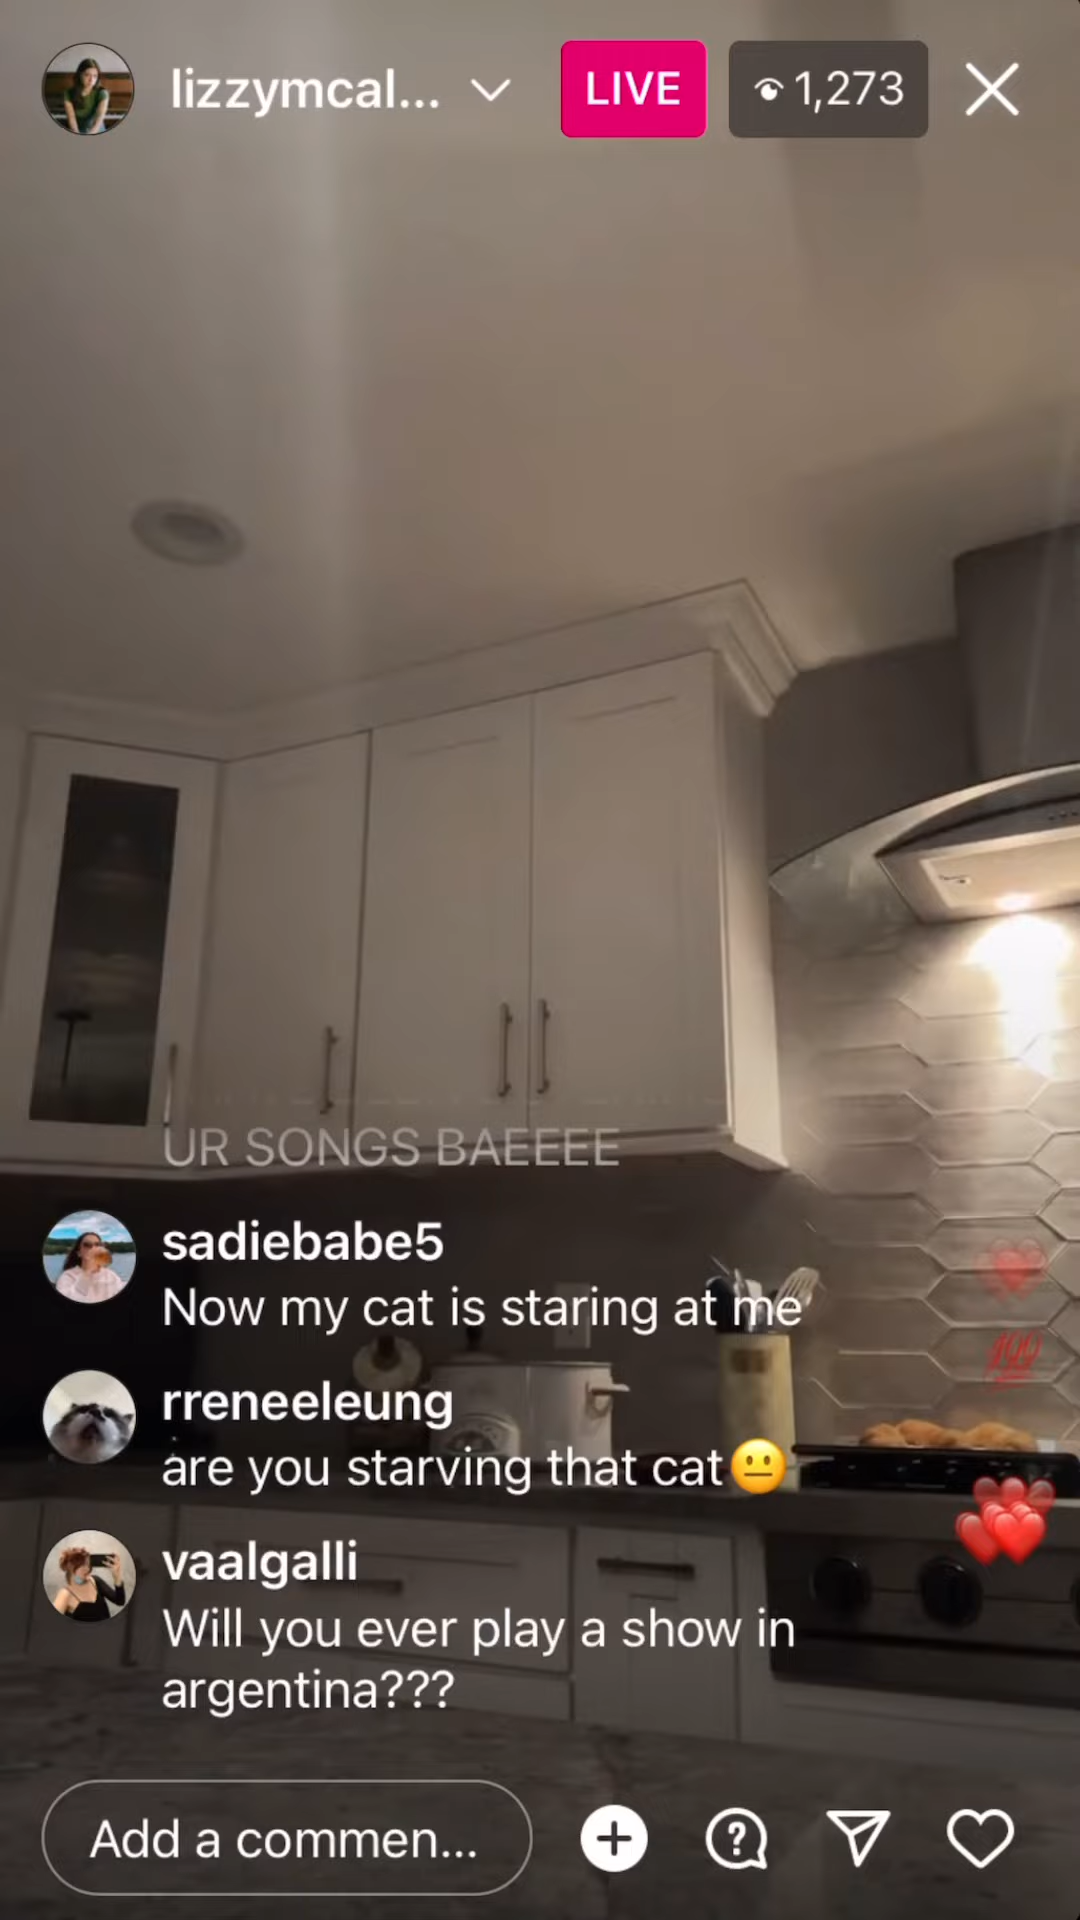 lizzymcal...
LIVE
1,273
UR SONGS BAEEEE
sadiebabe5
Now my cat is staring at me
rreneeleung
are you starving that cat😐
vaalgalli
Will you ever play a show in
argentina???
Add a commen...